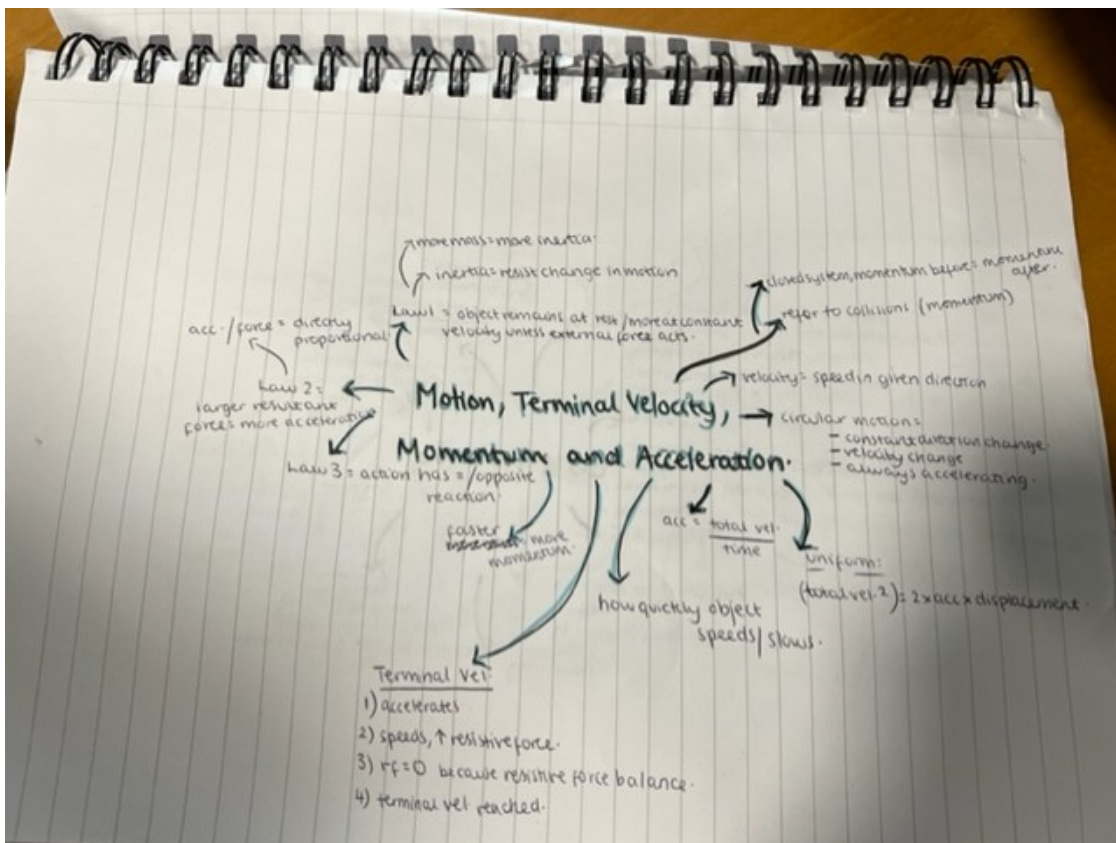 more mass = more inertia.
inertia = resist change in motion
Law 1 = object remains at rest / move at constant
velocity unless external force acts.
closed system, momentum before = momentum
after.
refer to collisions (momentum)
acc. / force = directly
proportional.
Law 2 =
larger resultant
force = more acceleration
velocity = speed in given direction
Motion, Terminal Velocity,
Momentum and Acceleration.
circular motion =
- constant direction change.
- velocity change
- always accelerating.
Law 3 = action has = / opposite
reaction.
faster = more
momentum.
acc = total vel.
time
uniform:
(total vel.²) = 2 x acc x displacement.
how quickly object
speeds / slows.
Terminal vel.
1) accelerates
2) speeds, ↑ resistive force.
3) rf = 0 because resistive force balance.
4) terminal vel reached.